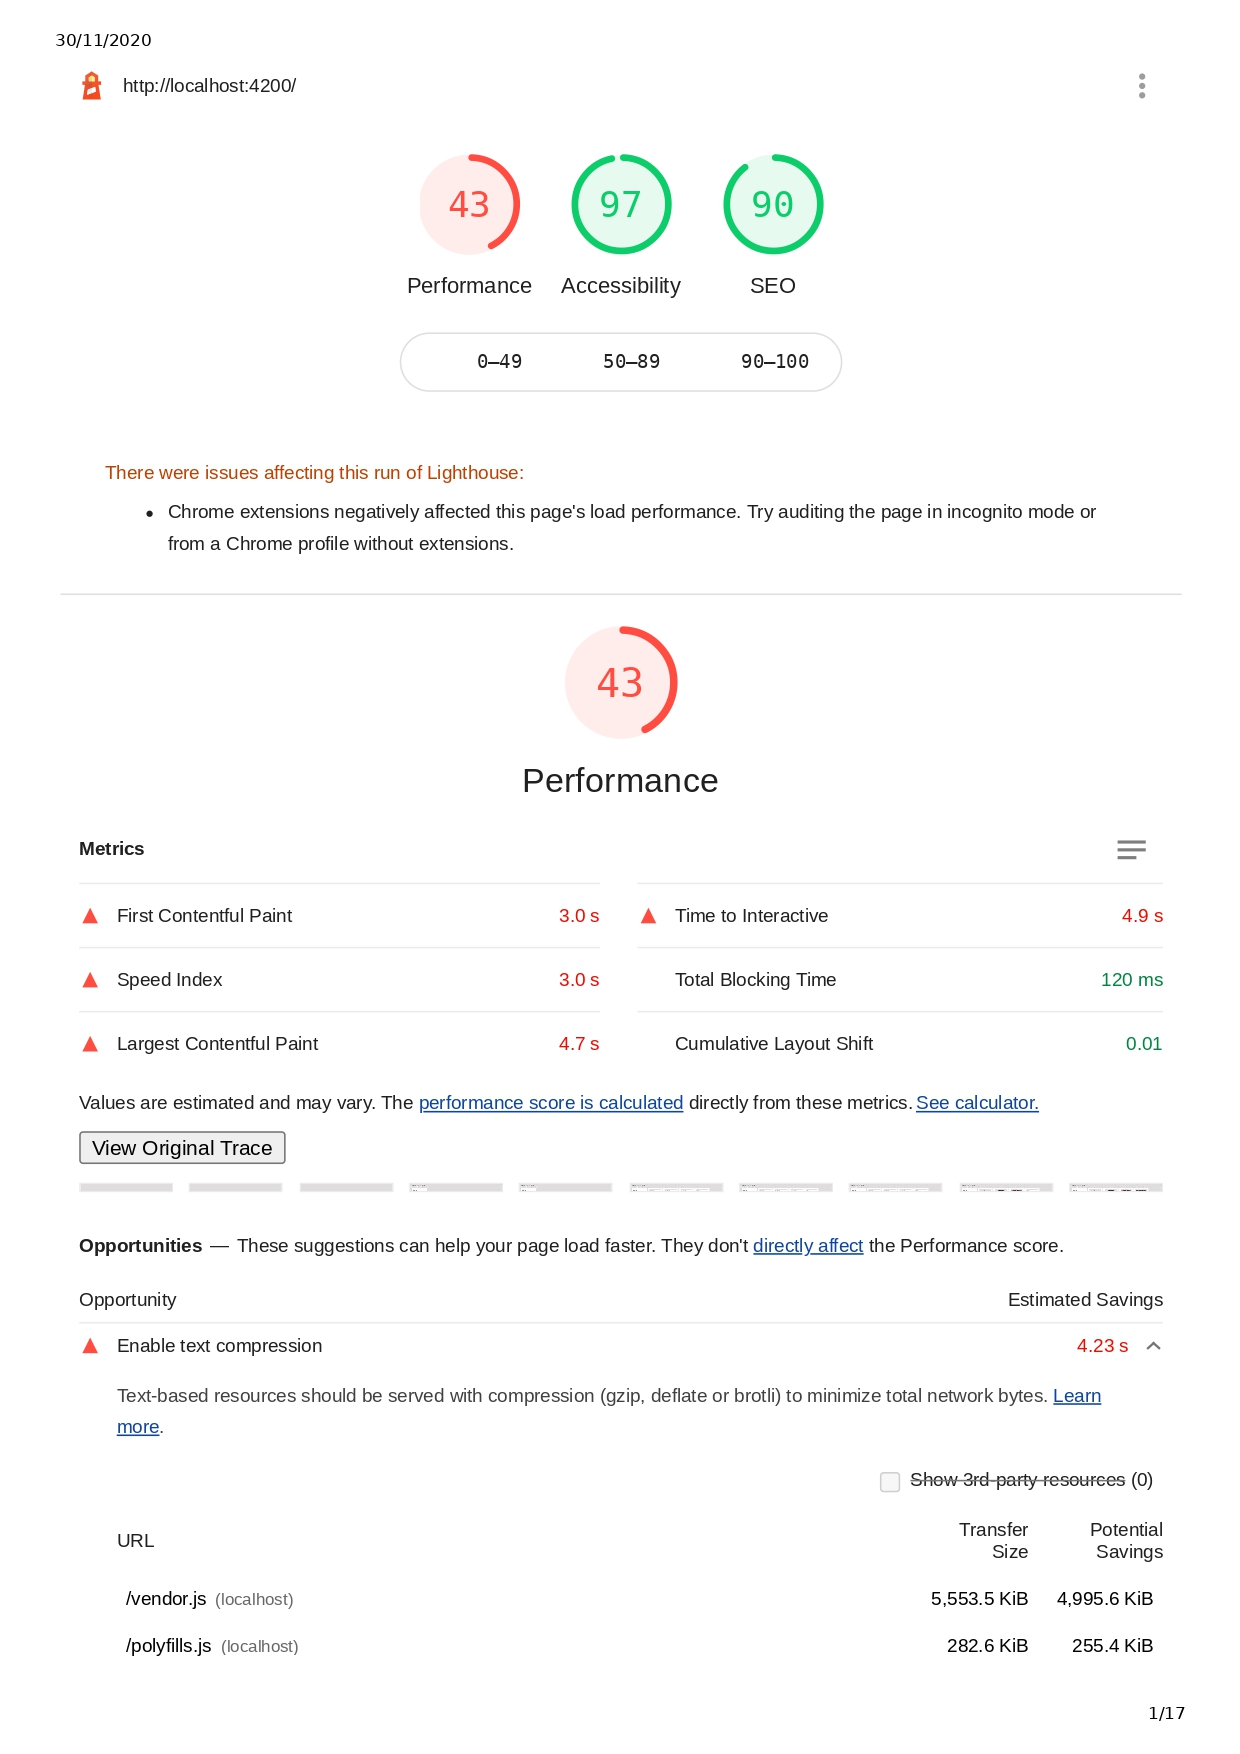 30/11/2020
http://localhost:4200/
43 97 90
Performance Accessibility SEO
0–49 50–89 90–100
There were issues affecting this run of Lighthouse:
• Chrome extensions negatively affected this page's load performance. Try auditing the page in incognito mode or
from a Chrome profile without extensions.
43
Performance
Metrics
First Contentful Paint 3.0 s
Time to Interactive 4.9 s
Speed Index 3.0 s
Total Blocking Time 120 ms
Largest Contentful Paint 4.7 s
Cumulative Layout Shift 0.01
Values are estimated and may vary. The performance score is calculated directly from these metrics. See calculator.
View Original Trace
Opportunities — These suggestions can help your page load faster. They don't directly affect the Performance score.
Opportunity Estimated Savings
Enable text compression 4.23 s
Text-based resources should be served with compression (gzip, deflate or brotli) to minimize total network bytes. Learn
more.
Show 3rd-party resources (0)
URL Transfer Size Potential Savings
/vendor.js (localhost) 5,553.5 KiB 4,995.6 KiB
/polyfills.js (localhost) 282.6 KiB 255.4 KiB
1/17